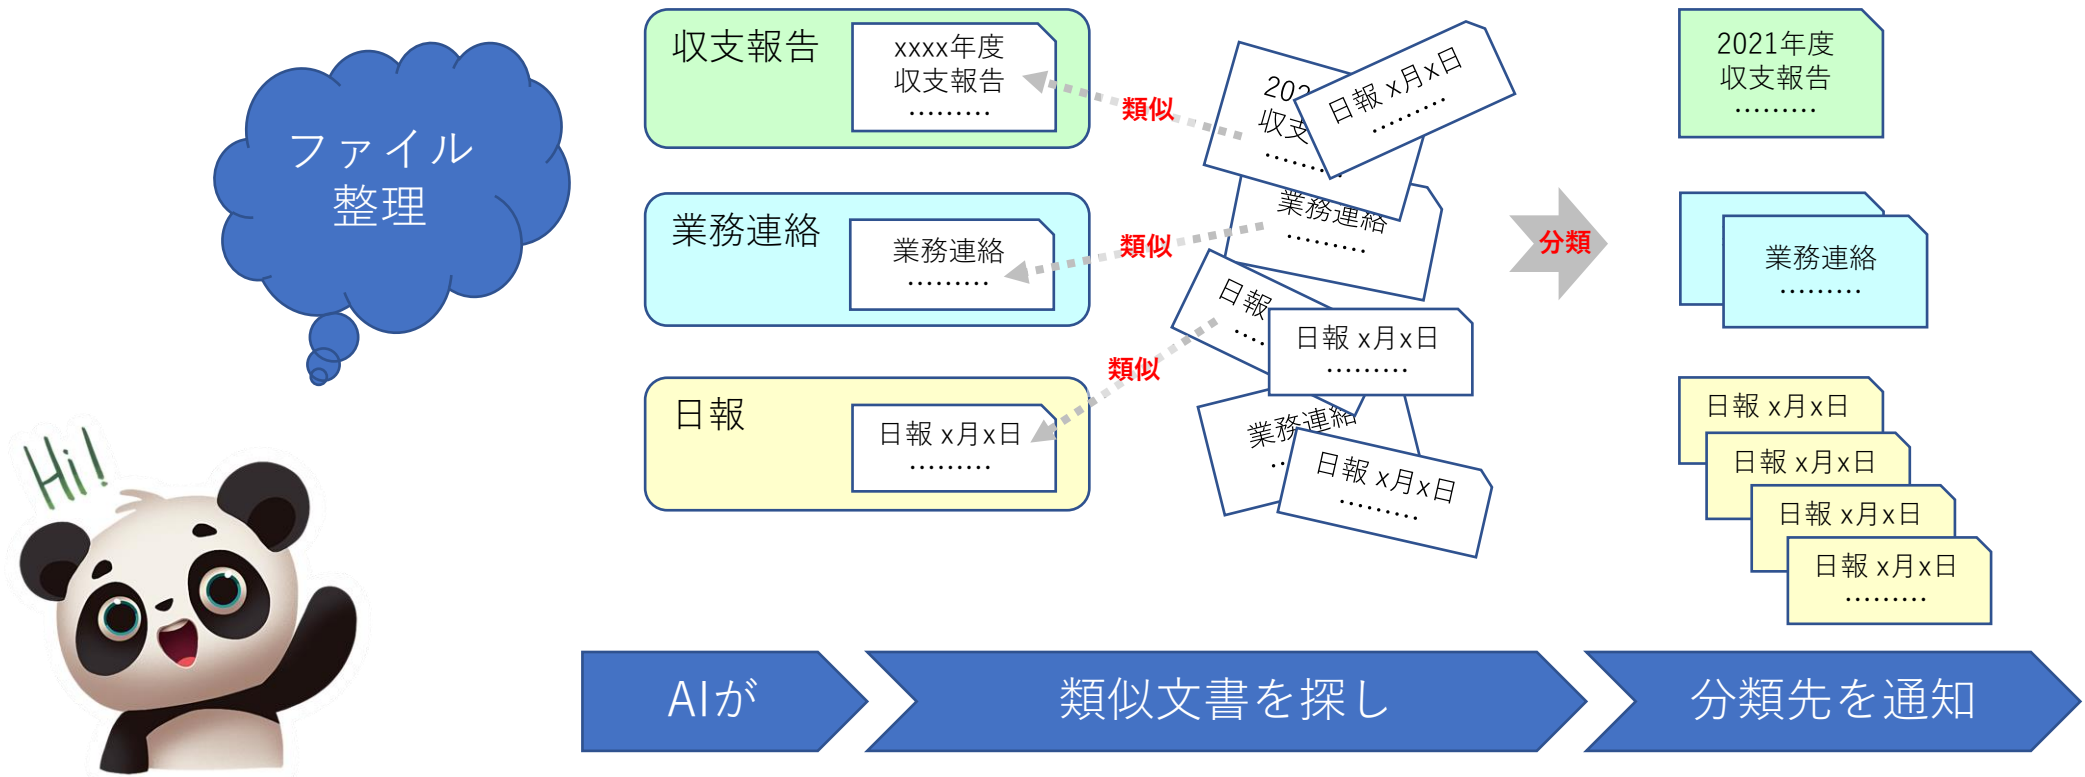 ファイル
整理
Hi!
収支報告
xxxx年度
収支報告
………
業務連絡
業務連絡
………
日報
日報 x月x日
………
類似
類似
類似
収支
………
日報 x月x日
………
業務連絡
………
日報
日報 x月x日
………
業務連絡
日報 x月x日
………
分類
2021年度
収支報告
………
業務連絡
………
日報 x月x日
日報 x月x日
日報 x月x日
日報 x月x日
………
AIが
類似文書を探し
分類先を通知